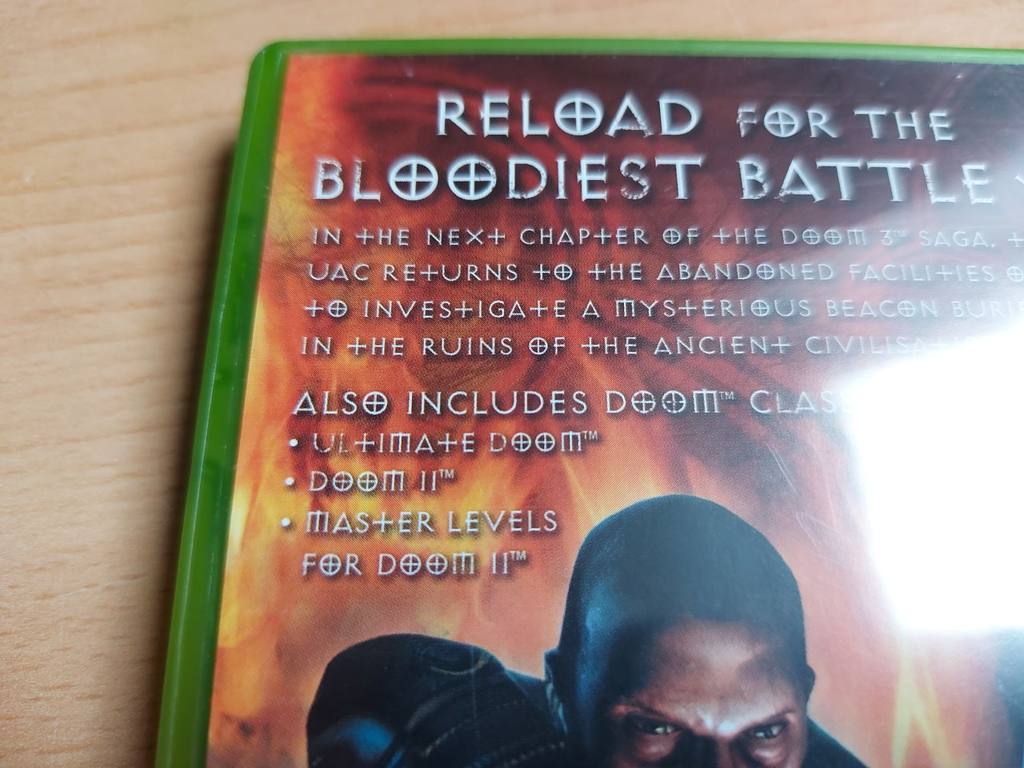 RELOAD FOR THE
BLOODIEST BATTLE
IN THE NEXT CHAPTER OF THE DOOM 3™ SAGA,
UAC RETURNS TO THE ABANDONED FACILITIES
TO INVESTIGATE A MYSTERIOUS BEACON
IN THE RUINS OF THE ANCIENT
ALSO INCLUDES DOOM™
• ULTIMATE DOOM™
• DOOM II™
• MASTER LEVELS
FOR DOOM II™